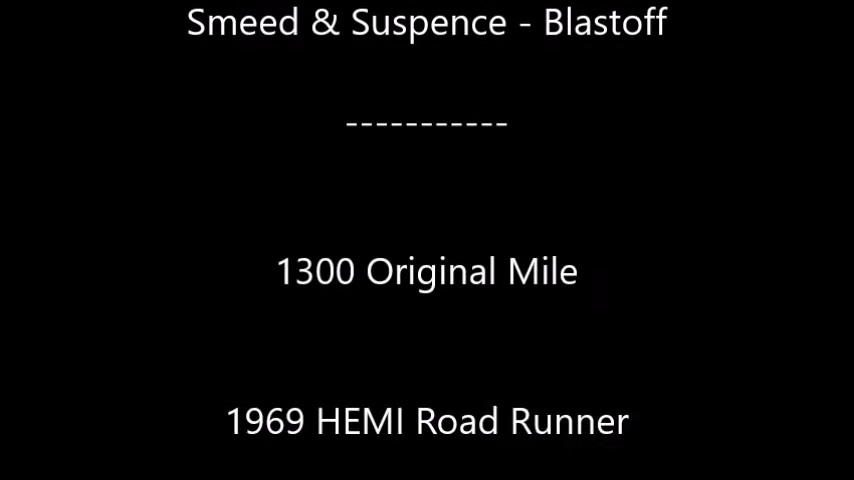 Smeed & Suspence - Blastoff
-----------
1300 Original Mile
1969 HEMI Road Runner